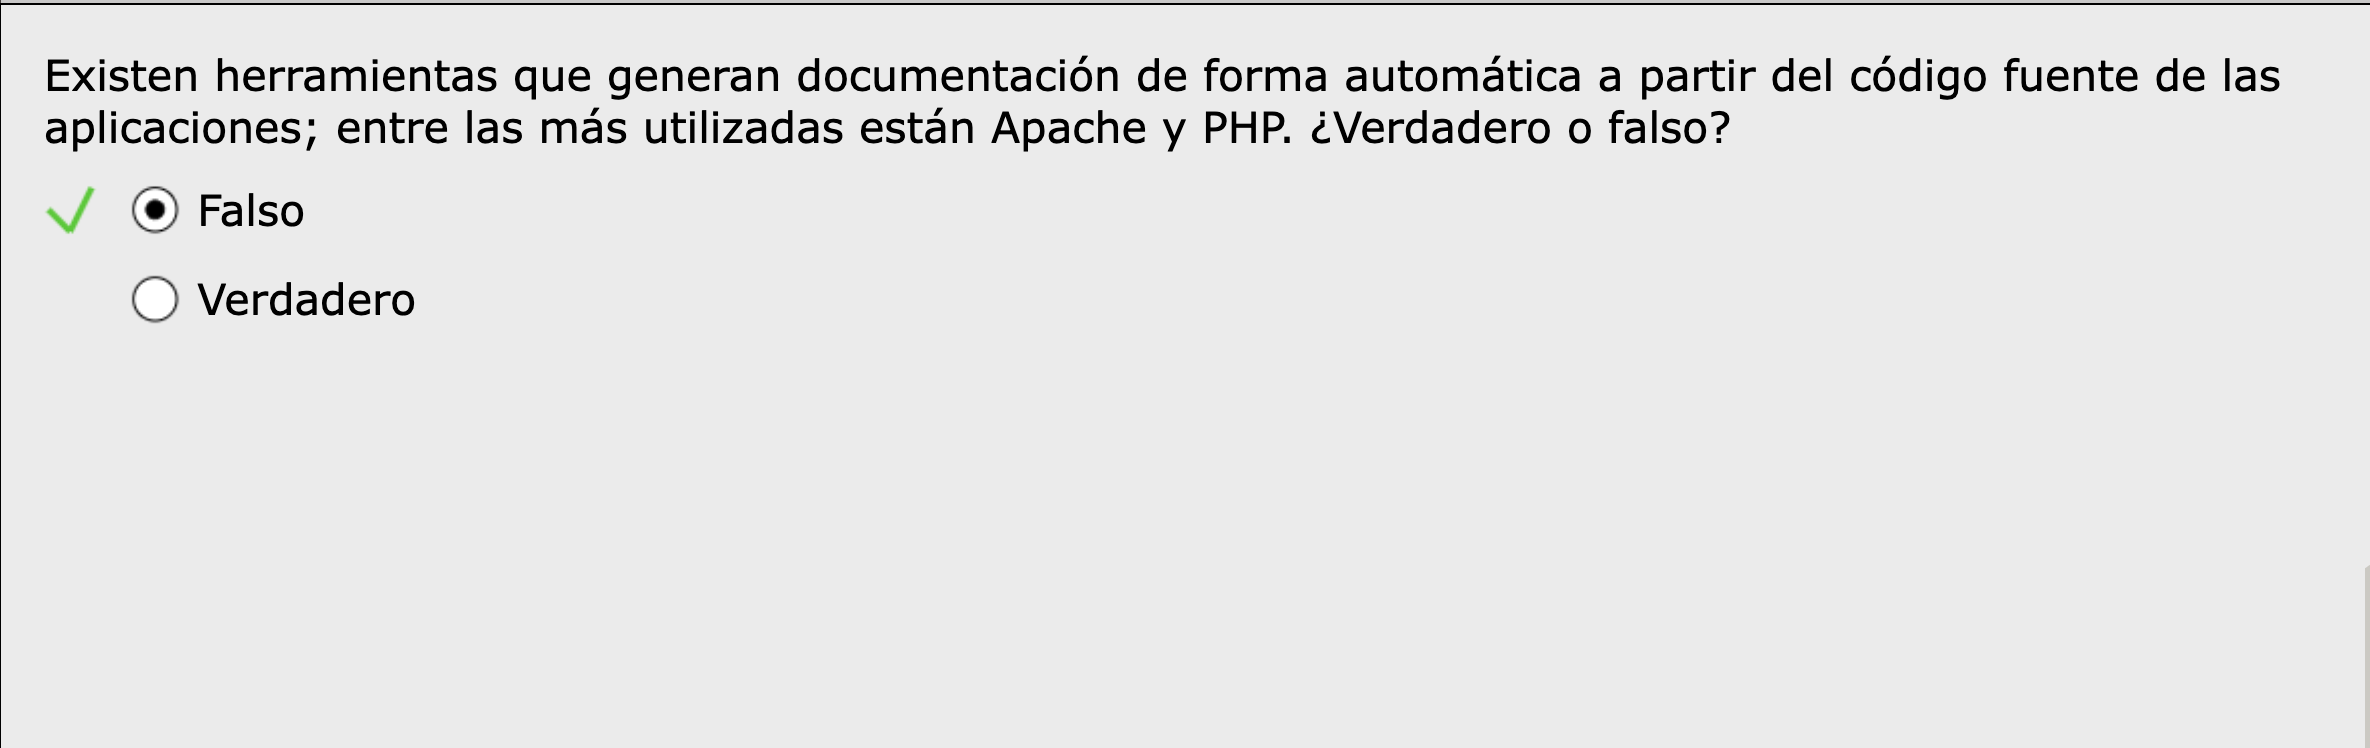 Existen herramientas que generan documentación de forma automática a partir del código fuente de las
aplicaciones; entre las más utilizadas están Apache y PHP. ¿Verdadero o falso?
Falso
Verdadero